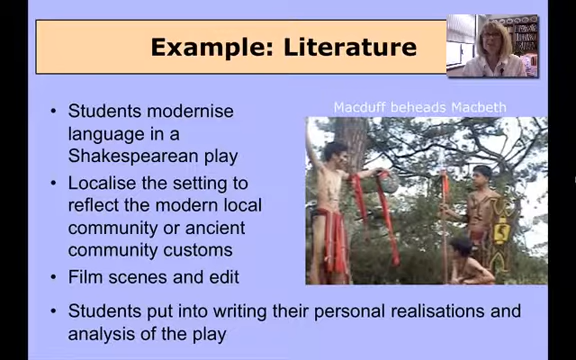 Example: Literature
• Students modernise
language in a
Shakespearean play
• Localise the setting to
reflect the modern local
community or ancient
community customs
• Film scenes and edit
• Students put into writing their personal realisations and
analysis of the play
Macduff beheads Macbeth